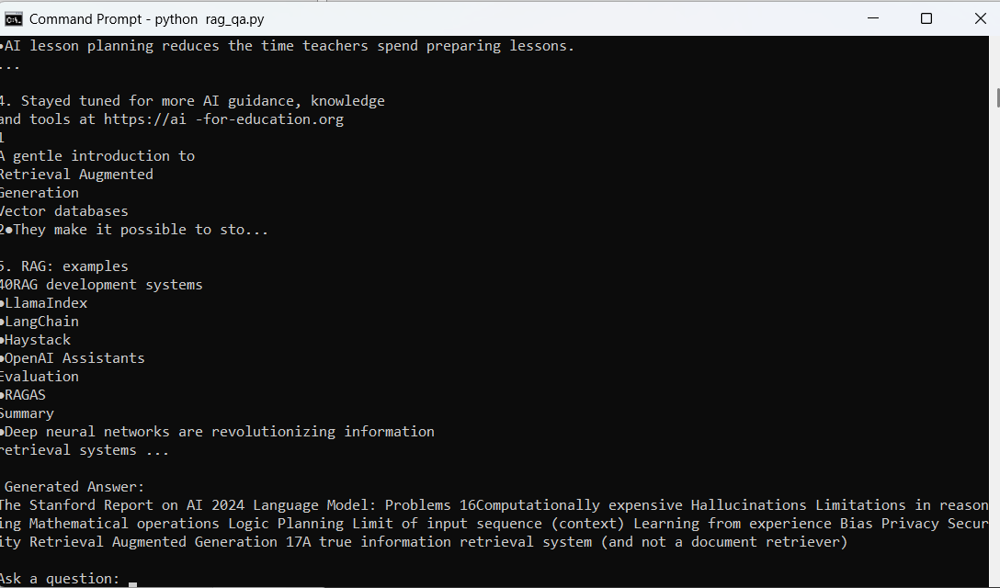 Command Prompt - python rag_qa.py
•AI lesson planning reduces the time teachers spend preparing lessons.
...
4. Stayed tuned for more AI guidance, knowledge
and tools at https://ai -for-education.org
1
A gentle introduction to
Retrieval Augmented
Generation
Vector databases
2●They make it possible to sto...
5. RAG: examples
40RAG development systems
●LlamaIndex
●LangChain
●Haystack
●OpenAI Assistants
Evaluation
●RAGAS
Summary
●Deep neural networks are revolutionizing information
retrieval systems ...
Generated Answer:
The Stanford Report on AI 2024 Language Model: Problems 16Computationally expensive Hallucinations Limitations in reason
ing Mathematical operations Logic Planning Limit of input sequence (context) Learning from experience Bias Privacy Secur
ity Retrieval Augmented Generation 17A true information retrieval system (and not a document retriever)
Ask a question: